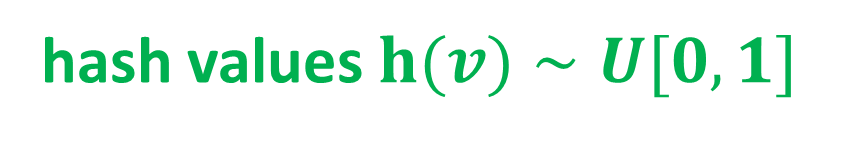 hash values h(v) ~ U[0, 1]